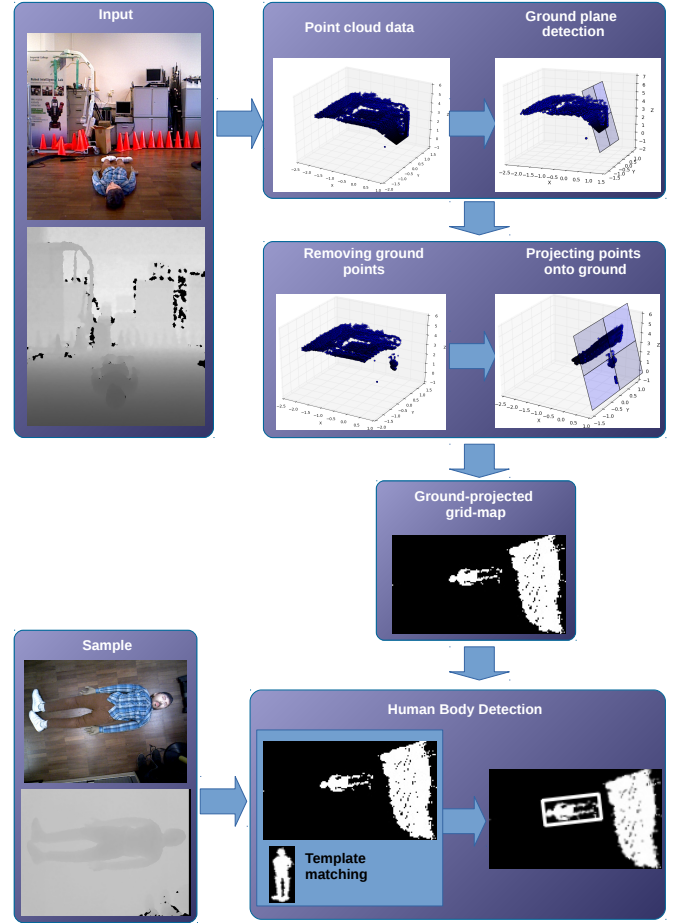 Input
Point cloud data
Ground plane
detection
Removing ground
points
Projecting points
onto ground
Ground-projected
grid-map
Sample
Human Body Detection
Template
matching